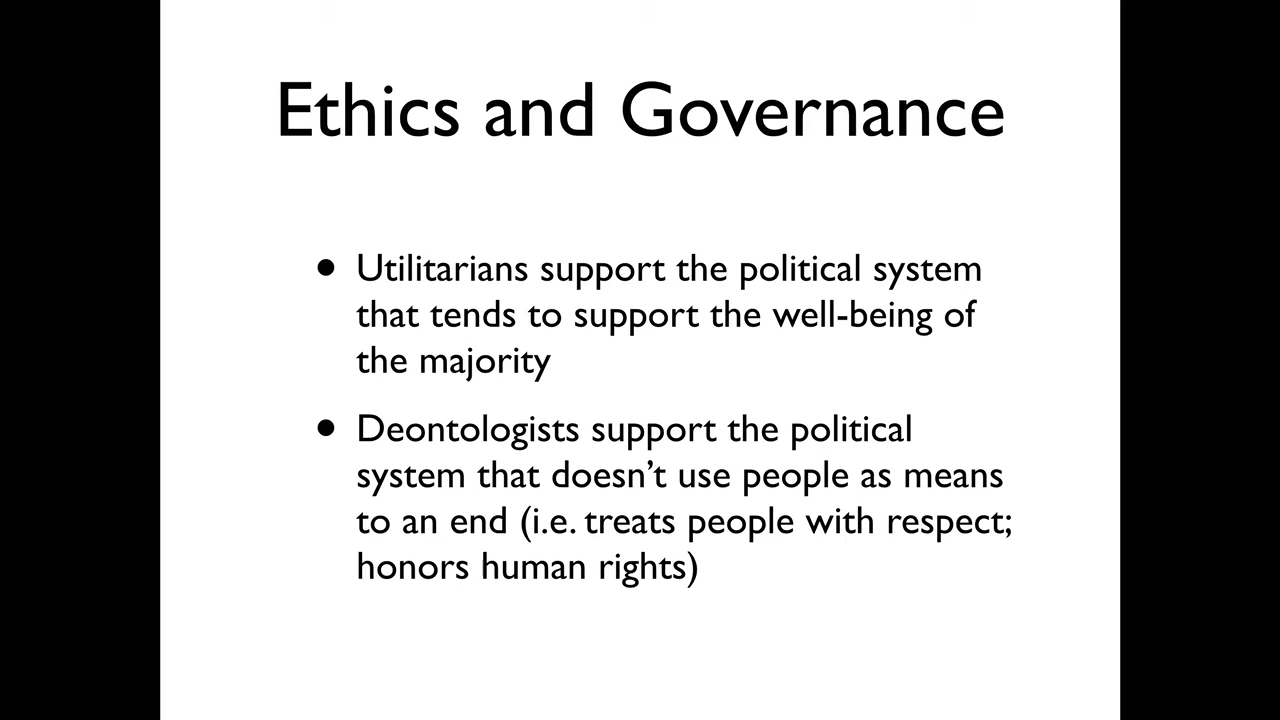 Ethics and Governance
• Utilitarians support the political system
that tends to support the well-being of
the majority
• Deontologists support the political
system that doesn’t use people as means
to an end (i.e. treats people with respect;
honors human rights)